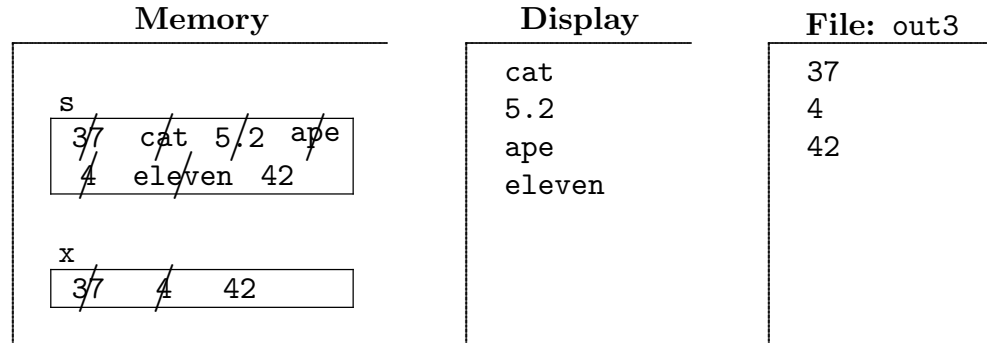 Memory
s
37 cat 5.2 ape
4 eleven 42
x
37 4 42
Display
cat
5.2
ape
eleven
File: out3
37
4
42